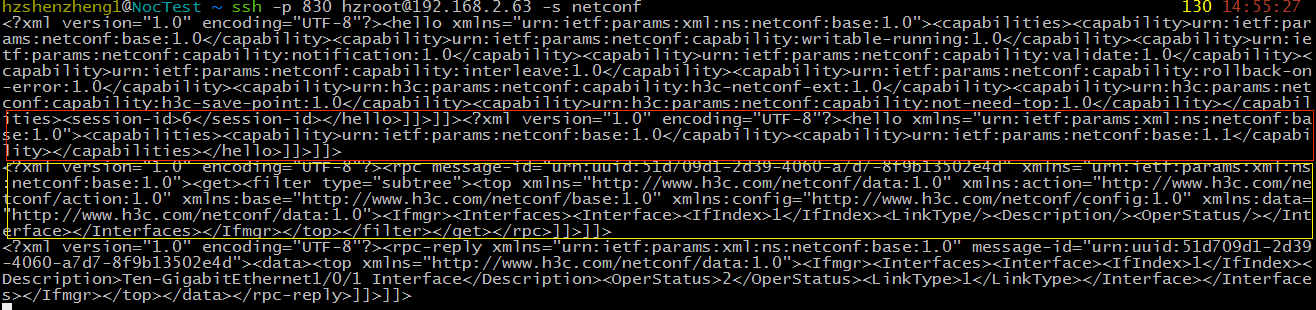 hzshenzheng1@NocTest ~ ssh -p 830 hzroot@192.168.2.63 -s netconf 130 14:55:27
<?xml version="1.0" encoding="UTF-8"?><hello xmlns="urn:ietf:params:xml:ns:netconf:base:1.0"><capabilities><capability>urn:ietf:par
ams:netconf:base:1.0</capability><capability>urn:ietf:params:netconf:capability:writable-running:1.0</capability><capability>urn:ie
tf:params:netconf:capability:notification:1.0</capability><capability>urn:ietf:params:netconf:capability:validate:1.0</capability><
capability>urn:ietf:params:netconf:capability:interleave:1.0</capability><capability>urn:ietf:params:netconf:capability:rollback-on
-error:1.0</capability><capability>urn:h3c:params:netconf:capability:h3c-netconf-ext:1.0</capability><capability>urn:h3c:params:net
conf:capability:h3c-save-point:1.0</capability><capability>urn:h3c:params:netconf:capability:not-need-top:1.0</capability></capabil
ities><session-id>6</session-id></hello>]]>]]><?xml version="1.0" encoding="UTF-8"?><hello xmlns="urn:ietf:params:xml:ns:netconf:ba
se:1.0"><capabilities><capability>urn:ietf:params:netconf:base:1.0</capability><capability>urn:ietf:params:netconf:base:1.1</capabi
lity></capabilities></hello>]]>]]>
<?xml version="1.0" encoding="UTF-8"?><rpc message-id="urn:uuid:51d709d1-2d39-4060-a7d7-8f9b13502e4d" xmlns="urn:ietf:params:xml:ns
:netconf:base:1.0"><get><filter type="subtree"><top xmlns="http://www.h3c.com/netconf/data:1.0" xmlns:action="http://www.h3c.com/ne
tconf/action:1.0" xmlns:base="http://www.h3c.com/netconf/base:1.0" xmlns:config="http://www.h3c.com/netconf/config:1.0" xmlns:data=
"http://www.h3c.com/netconf/data:1.0"><Ifmgr><Interfaces><Interface><IfIndex>1</IfIndex><LinkType/><Description/><OperStatus/></Int
erface></Interfaces></Ifmgr></top></filter></get></rpc>]]>]]>
<?xml version="1.0" encoding="UTF-8"?><rpc-reply xmlns="urn:ietf:params:xml:ns:netconf:base:1.0" message-id="urn:uuid:51d709d1-2d39
-4060-a7d7-8f9b13502e4d"><data><top xmlns="http://www.h3c.com/netconf/data:1.0"><Ifmgr><Interfaces><Interface><IfIndex>1</IfIndex><
Description>Ten-GigabitEthernet1/0/1 Interface</Description><OperStatus>2</OperStatus><LinkType>1</LinkType></Interface></Interface
s></Ifmgr></top></data></rpc-reply>]]>]]>